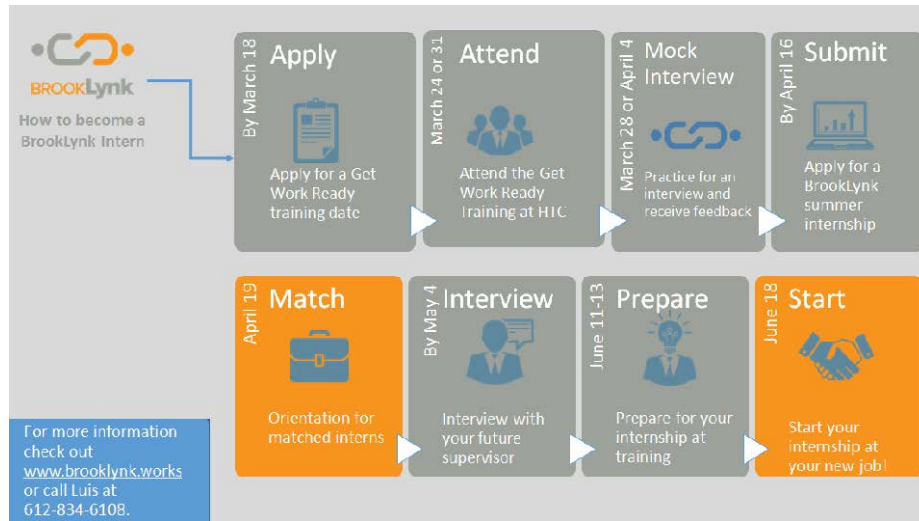 BROOKLynk
How to become a
BrookLynk Intern
By March 18
Apply
Apply for a Get
Work Ready
training date
March 24 or 31
Attend
Attend the Get
Work Ready
Training at HTC
March 28 or April 4
Mock
Interview
Practice for an
interview and
receive feedback
By April 16
Submit
Apply for a
BrookLynk
summer
internship
April 19
Match
Orientation for
matched interns
By May 4
Interview
Interview with
your future
supervisor
June 11-13
Prepare
Prepare for your
internship at
training
June 18
Start
Start your
internship at
your new job!
For more information
check out
www.brooklynk.works
or call Luis at
612-834-6108.